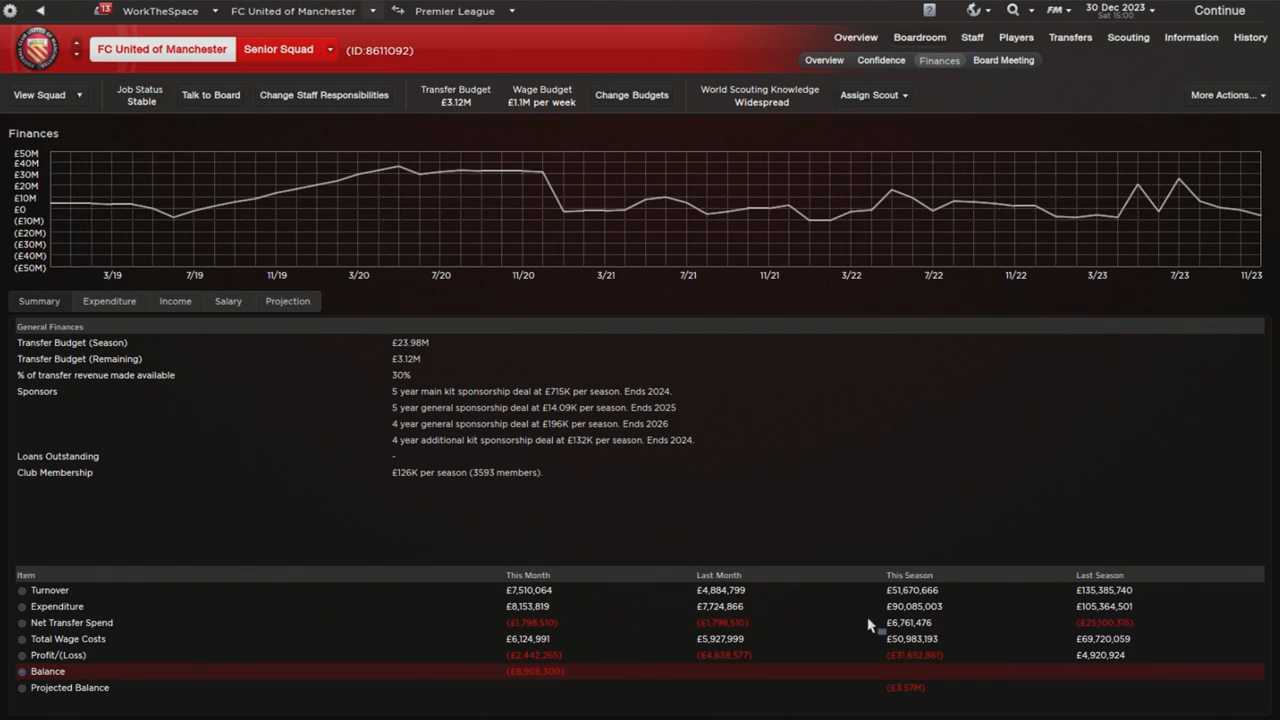 13 WorkTheSpace FC United of Manchester Premier League ? FM 30 Dec 2023 Sat 15:00 Continue
FC United of Manchester Senior Squad (ID:8611092)
Overview Boardroom Staff Players Transfers Scouting Information History
Overview Confidence Finances Board Meeting
View Squad Job Status Stable Talk to Board Change Staff Responsibilities Transfer Budget £3.12M Wage Budget £1.1M per week Change Budgets World Scouting Knowledge Widespread Assign Scout More Actions...
Finances
£50M
£40M
£30M
£20M
£10M
£0
(£10M)
(£20M)
(£30M)
(£40M)
(£50M)
3/19 7/19 11/19 3/20 7/20 11/20 3/21 7/21 11/21 3/22 7/22 11/22 3/23 7/23 11/23
Summary Expenditure Income Salary Projection
General Finances
Transfer Budget (Season) £23.98M
Transfer Budget (Remaining) £3.12M
% of transfer revenue made available 30%
Sponsors 5 year main kit sponsorship deal at £715K per season. Ends 2024.
5 year general sponsorship deal at £14.09K per season. Ends 2025
4 year general sponsorship deal at £196K per season. Ends 2026
4 year additional kit sponsorship deal at £132K per season. Ends 2024.
Loans Outstanding -
Club Membership £126K per season (3593 members).
Item This Month Last Month This Season Last Season
Turnover £7,510,064 £4,884,799 £51,670,666 £135,385,740
Expenditure £8,153,819 £7,724,866 £90,085,003 £105,364,501
Net Transfer Spend (£1,798,510) (£1,798,510) £6,761,476 (£25,100,315)
Total Wage Costs £6,124,991 £5,927,999 £50,983,193 £69,720,059
Profit/(Loss) (£2,442,265) (£4,638,577) (£31,652,861) £4,920,924
Balance (£8,905,300)
Projected Balance (£3.57M)